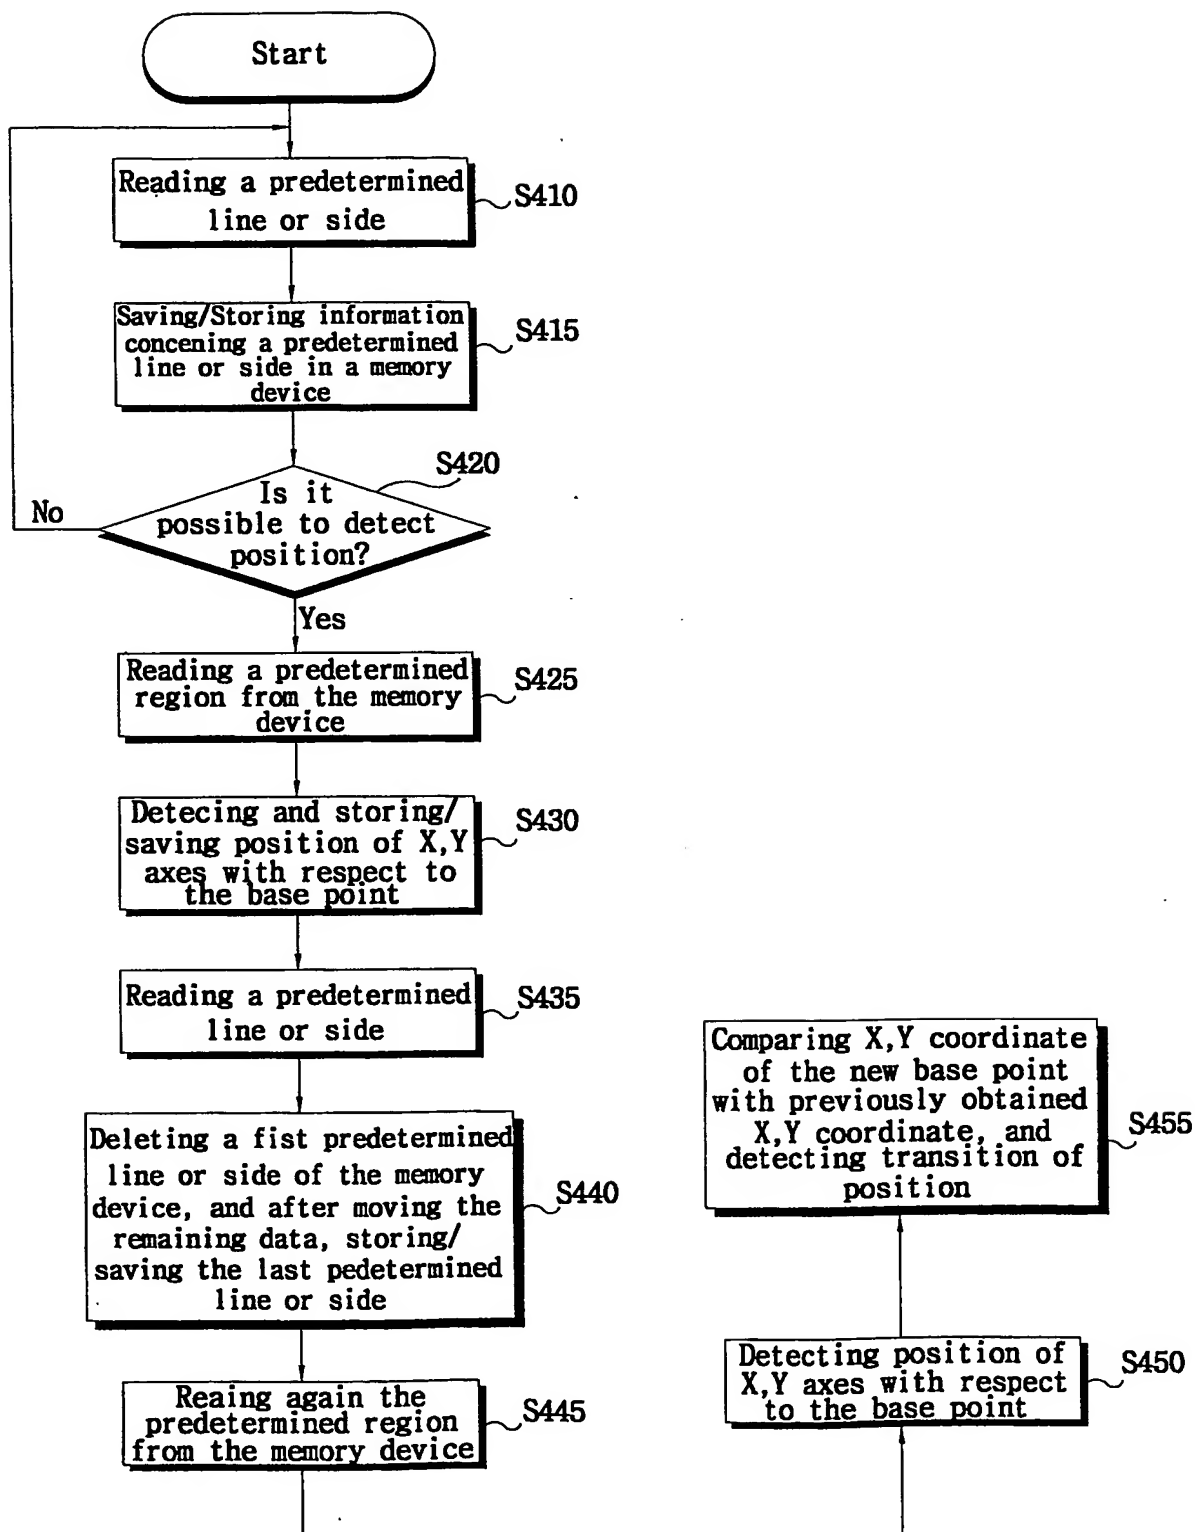 Start
Reading a predetermined
line or side
S410
Saving/Storing information
concening a predetermined
line or side in a memory
device
S415
S420
Is it
possible to detect
position?
No
Yes
Reading a predetermined
region from the memory
device
S425
Detecing and storing/
saving position of X,Y
axes with respect to
the base point
S430
Reading a predetermined
line or side
S435
Deleting a fist predetermined
line or side of the memory
device, and after moving the
remaining data, storing/
saving the last pedetermined
line or side
S440
Reaing again the
predetermined region
from the memory device
S445
Detecting position of
X,Y axes with respect
to the base point
S450
Comparing X,Y coordinate
of the new base point
with previously obtained
X,Y coordinate, and
detecting transition of
position
S455